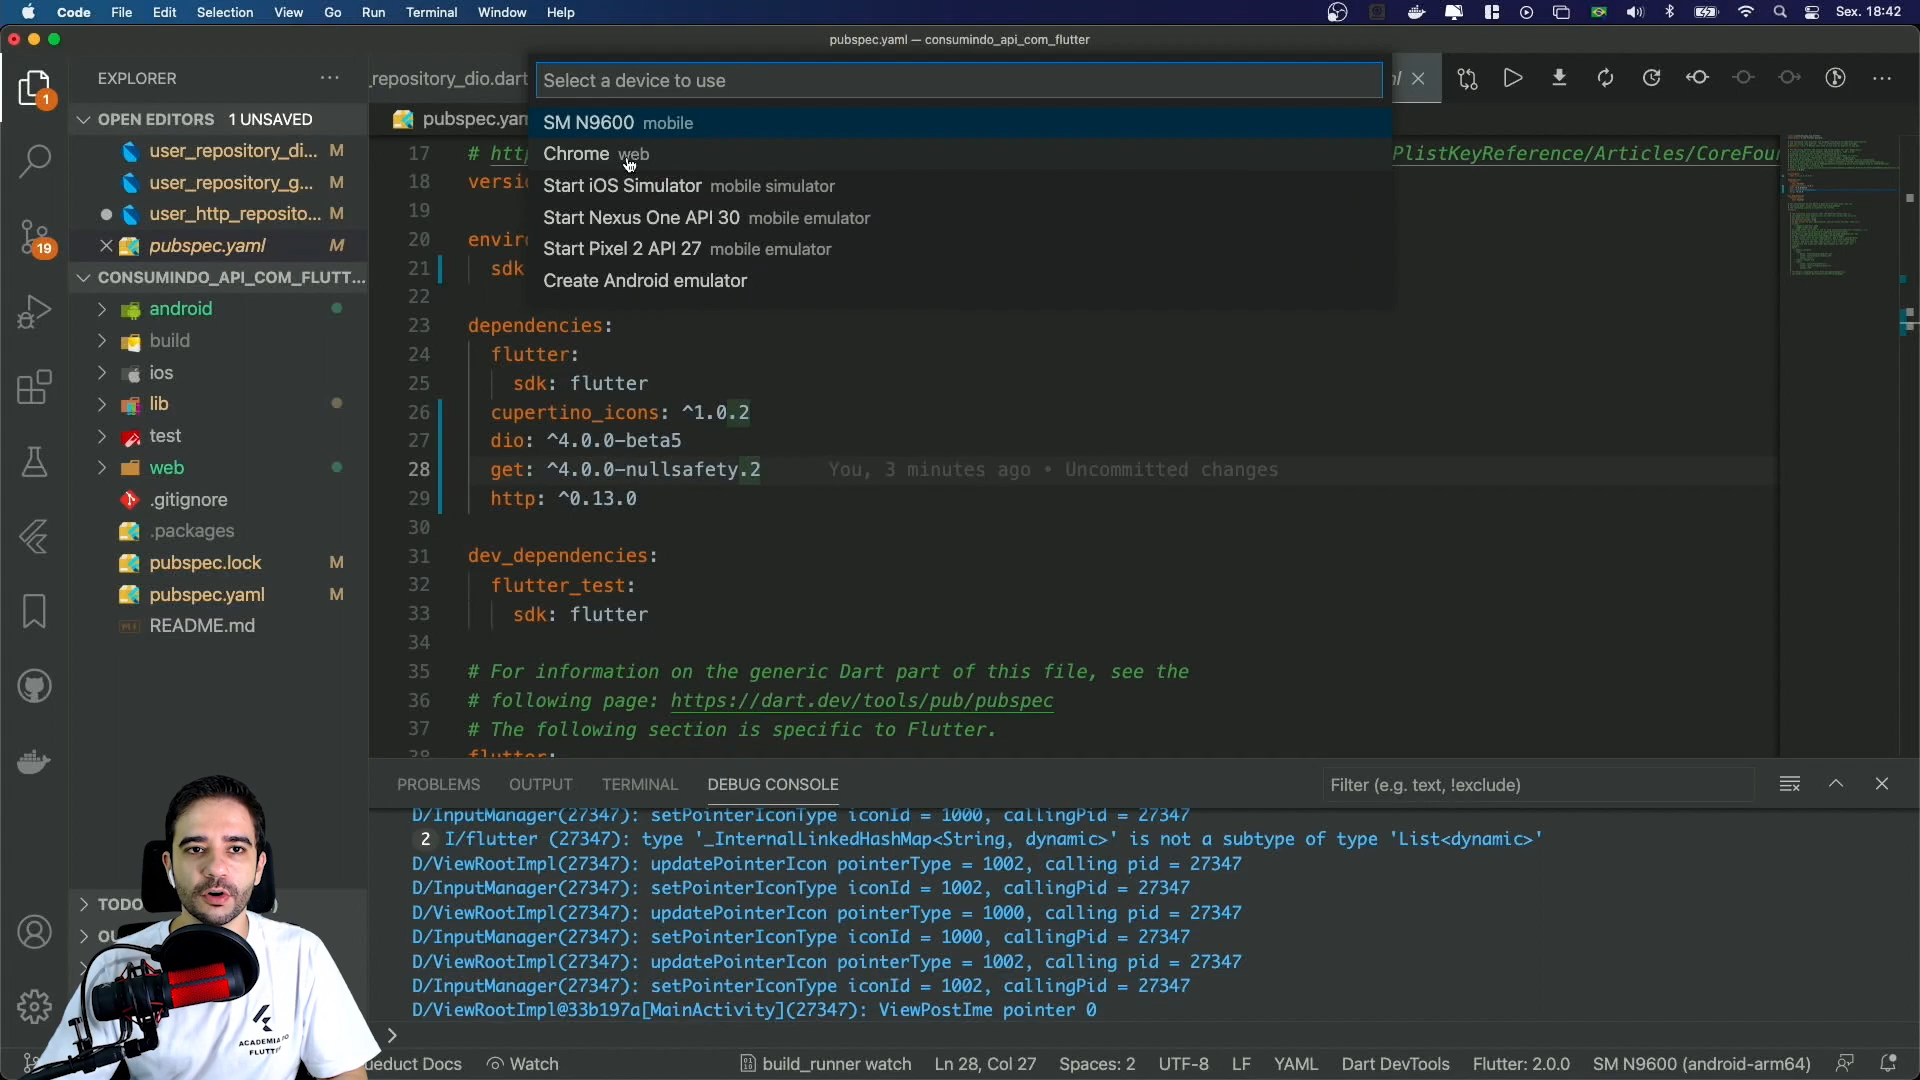 Code File Edit Selection View Go Run Terminal Window Help
Sex. 18:42
pubspec.yaml — consumindo_api_com_flutter
EXPLORER
_repository_dio.dart
Select a device to use
SM N9600 mobile
Chrome web
Start iOS Simulator mobile simulator
Start Nexus One API 30 mobile emulator
Start Pixel 2 API 27 mobile emulator
Create Android emulator
OPEN EDITORS 1 UNSAVED
user_repository_di... M
user_repository_g... M
user_http_reposito... M
pubspec.yaml M
CONSUMINDO_API_COM_FLUTT...
android
build
ios
lib
test
web
.gitignore
.packages
pubspec.lock M
pubspec.yaml M
README.md
1
19
17 # htt PlistKeyReference/Articles/CoreFou
18 versi
19
20 envir
21 sdk
22
23 dependencies:
24 flutter:
25 sdk: flutter
26 cupertino_icons: ^1.0.2
27 dio: ^4.0.0-beta5
28 get: ^4.0.0-nullsafety.2 You, 3 minutes ago • Uncommitted changes
29 http: ^0.13.0
30
31 dev_dependencies:
32 flutter_test:
33 sdk: flutter
34
35 # For information on the generic Dart part of this file, see the
36 # following page: https://dart.dev/tools/pub/pubspec
37 # The following section is specific to Flutter.
38 flutter:
PROBLEMS OUTPUT TERMINAL DEBUG CONSOLE
Filter (e.g. text, !exclude)
D/InputManager(27347): setPointerIconType iconId = 1000, callingPid = 27347
2 I/flutter (27347): type '_InternalLinkedHashMap<String, dynamic>' is not a subtype of type 'List<dynamic>'
D/ViewRootImpl(27347): updatePointerIcon pointerType = 1002, calling pid = 27347
D/InputManager(27347): setPointerIconType iconId = 1002, callingPid = 27347
D/ViewRootImpl(27347): updatePointerIcon pointerType = 1000, calling pid = 27347
D/InputManager(27347): setPointerIconType iconId = 1000, callingPid = 27347
D/ViewRootImpl(27347): updatePointerIcon pointerType = 1002, calling pid = 27347
D/InputManager(27347): setPointerIconType iconId = 1002, callingPid = 27347
D/ViewRootImpl@33b197a[MainActivity](27347): ViewPostIme pointer 0
TODO
OU
ACADEMIA DO
FLUTTER
ueduct Docs Watch build_runner watch Ln 28, Col 27 Spaces: 2 UTF-8 LF YAML Dart DevTools Flutter: 2.0.0 SM N9600 (android-arm64)